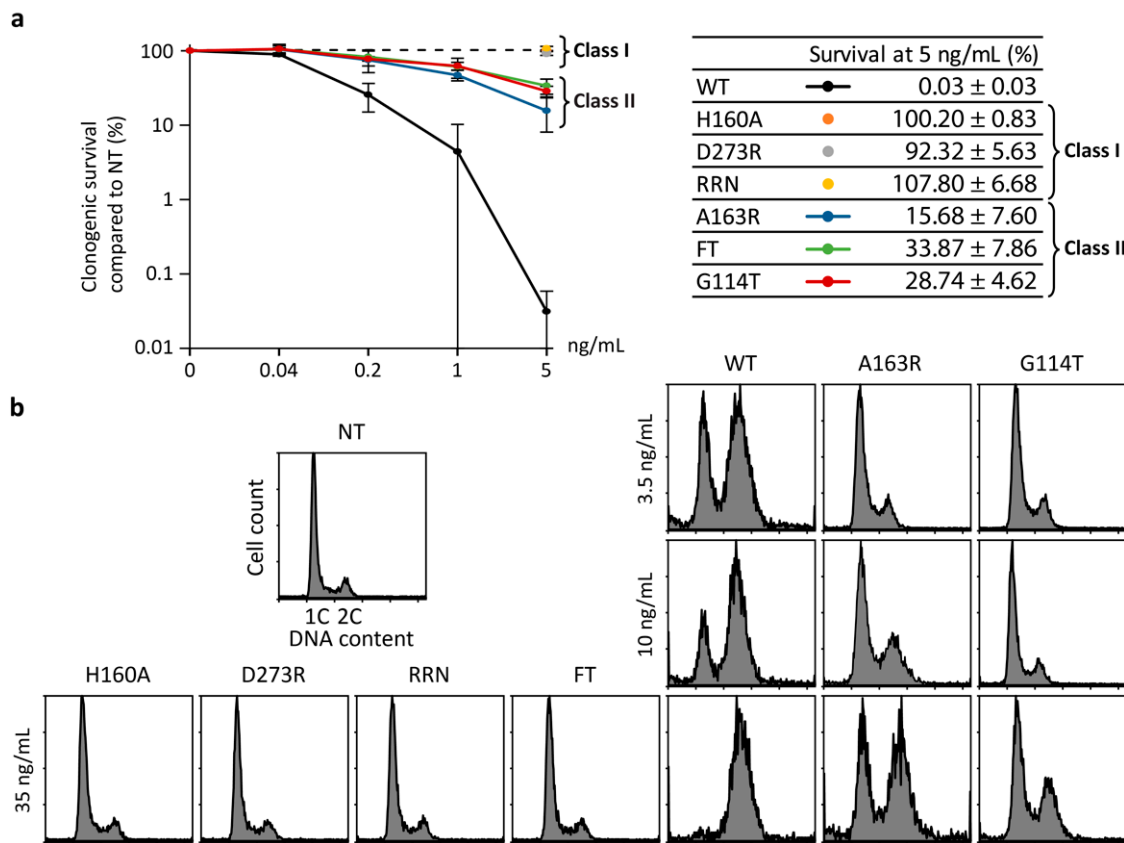 a
Clonogenic survival
compared to NT (%)
100
10
1
0.1
0.01
0
0.04
0.2
1
5
ng/mL
Class I
Class II
Survival at 5 ng/mL (%)
WT 0.03 ± 0.03
H160A 100.20 ± 0.83
D273R 92.32 ± 5.63
RRN 107.80 ± 6.68
A163R 15.68 ± 7.60
FT 33.87 ± 7.86
G114T 28.74 ± 4.62
Class I
Class II
b
NT
Cell count
1C 2C
DNA content
WT A163R G114T
3.5 ng/mL
10 ng/mL
H160A D273R RRN FT
35 ng/mL